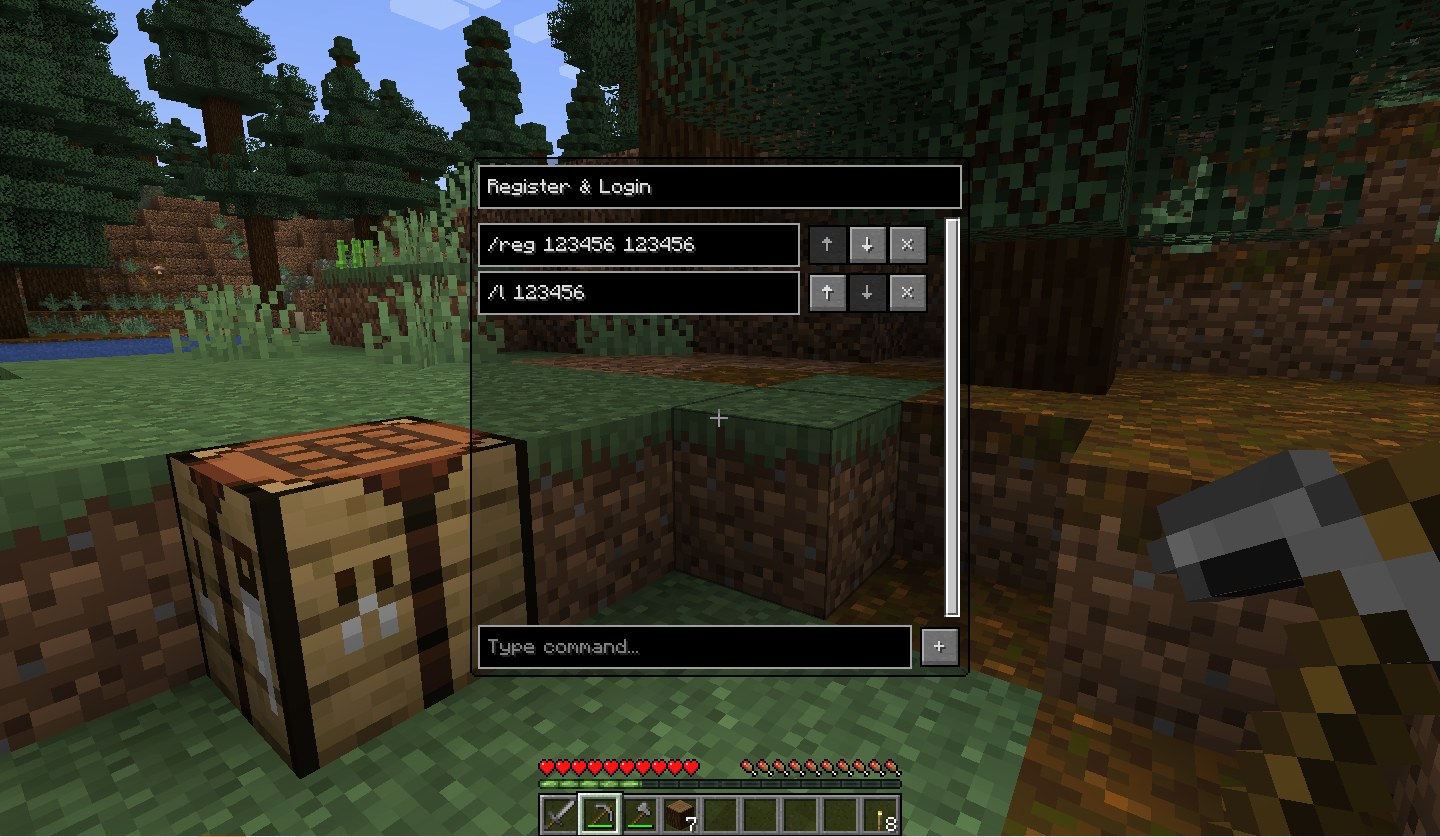 Register & Login
/reg 123456 123456
/l 123456
Type command...
+
7
8